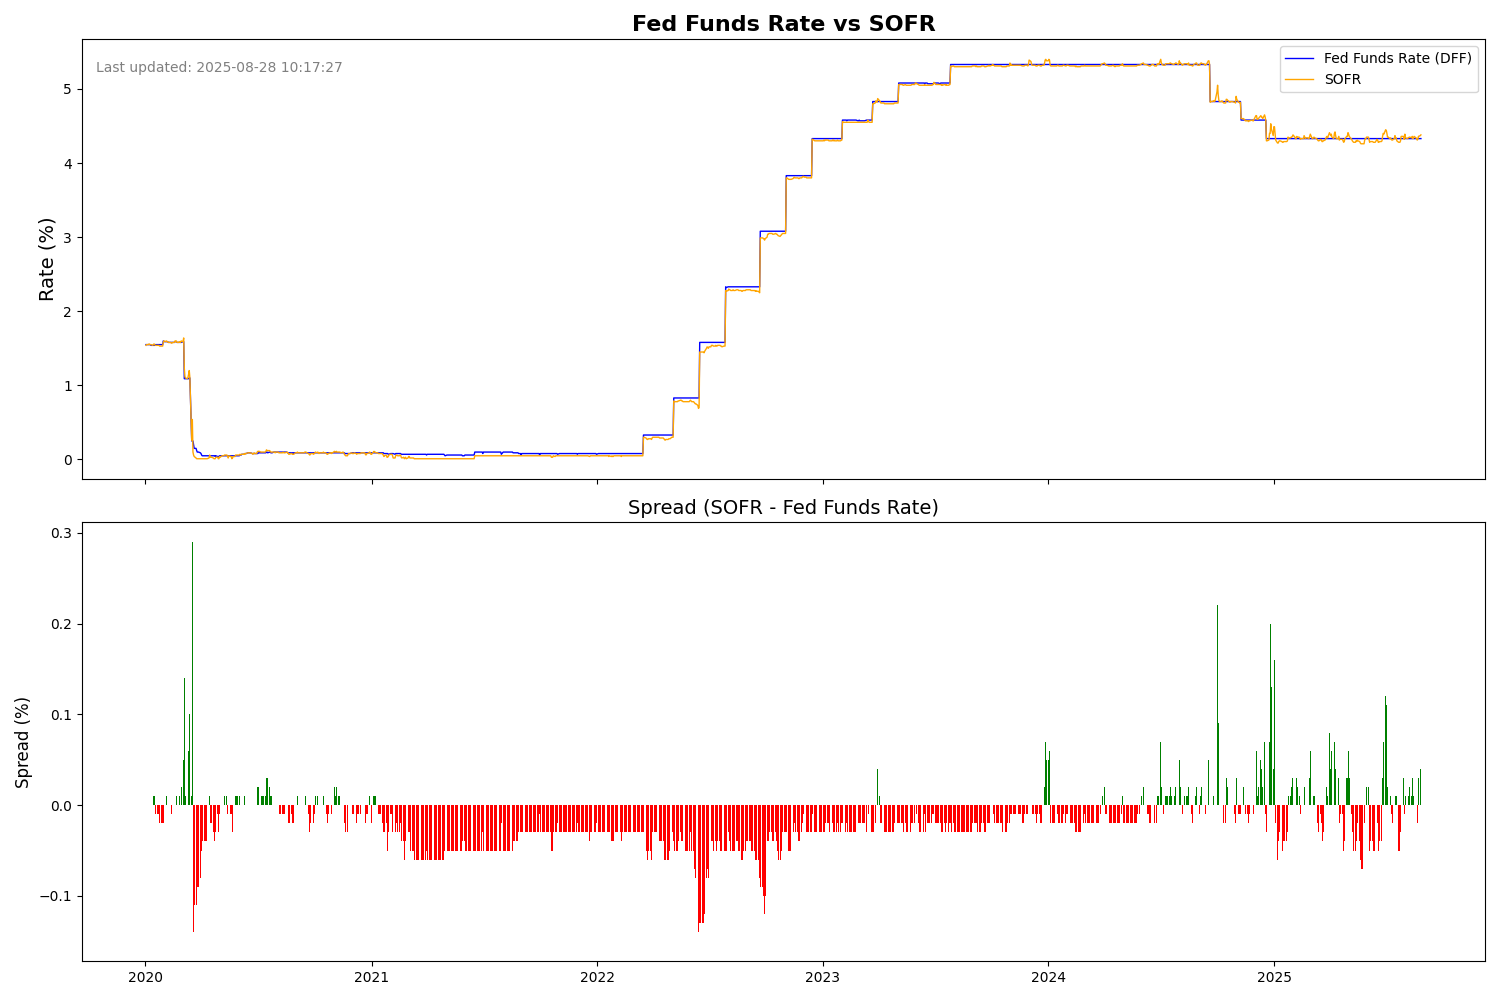 Fed Funds Rate vs SOFR
Last updated: 2025-08-28 10:17:27
Fed Funds Rate (DFF)
SOFR
Rate (%)
5
4
3
2
1
0
Spread (SOFR - Fed Funds Rate)
Spread (%)
0.3
0.2
0.1
0.0
−0.1
2020 2021 2022 2023 2024 2025